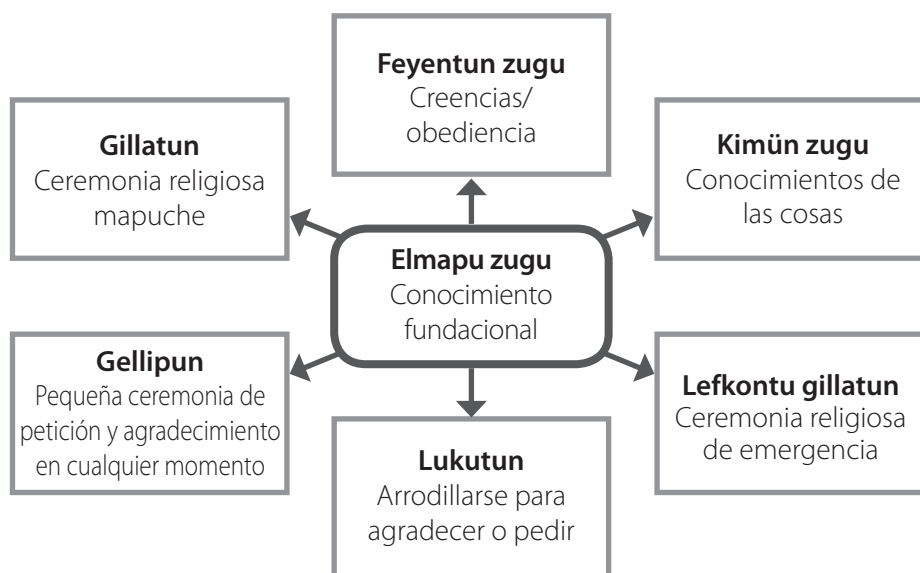 Feyentun zugu
Creencias/
obediencia
Gillatun
Ceremonia religiosa
mapuche
Kimün zugu
Conocimientos de
las cosas
Elmapu zugu
Conocimiento
fundacional
Gellipun
Pequeña ceremonia de
petición y agradecimiento
en cualquier momento
Lefkontu gillatun
Ceremonia religiosa
de emergencia
Lukutun
Arrodillarse para
agradecer o pedir